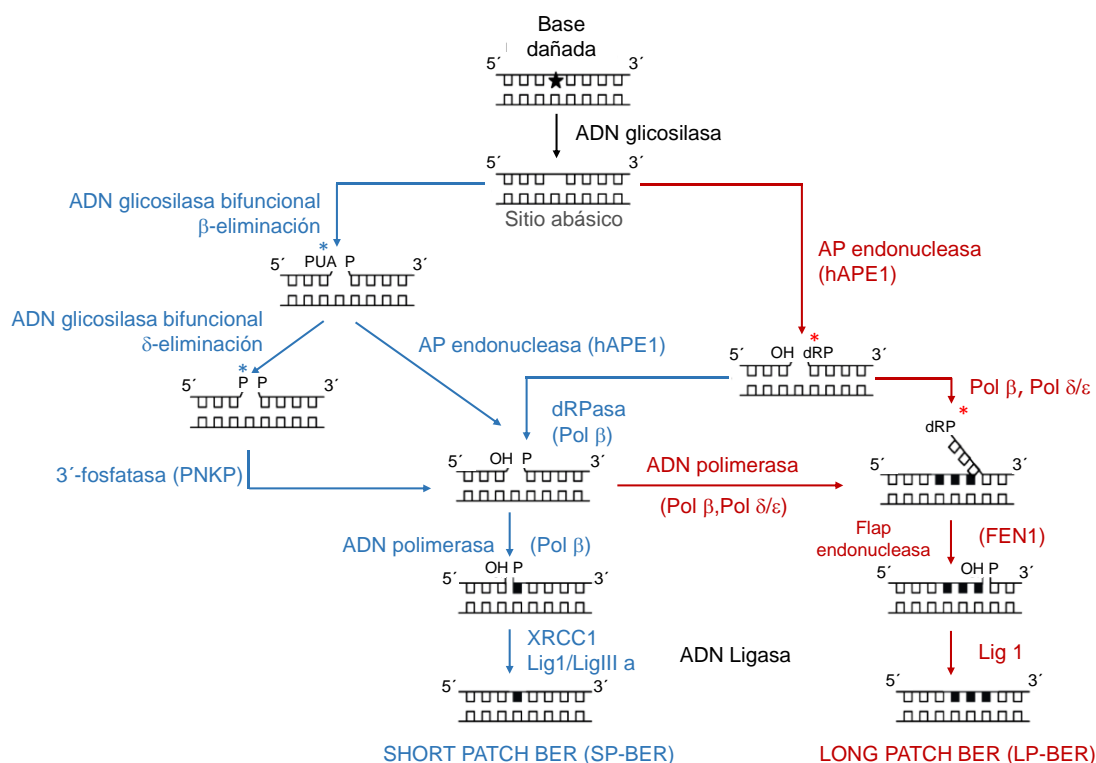 Base
dañada
5´ 3´
ADN glicosilasa
5´ 3´
Sitio abásico
ADN glicosilasa bifuncional
β-eliminación
*
5´ PUA P 3´
AP endonucleasa
(hAPE1)
ADN glicosilasa bifuncional
δ-eliminación
AP endonucleasa (hAPE1)
*
5´ OH dRP 3´
*
5´ P P 3´
dRPasa
(Pol β)
Pol β, Pol δ/ε
*
dRP
3´-fosfatasa (PNKP)
5´ OH P 3´
ADN polimerasa
(Pol β,Pol δ/ε)
5´ 3´
ADN polimerasa (Pol β)
Flap
endonucleasa
(FEN1)
5´ OH P 3´
5´ OH P 3´
XRCC1
Lig1/LigIII a
ADN Ligasa
Lig 1
5´ 3´
5´ 3´
SHORT PATCH BER (SP-BER)
LONG PATCH BER (LP-BER)